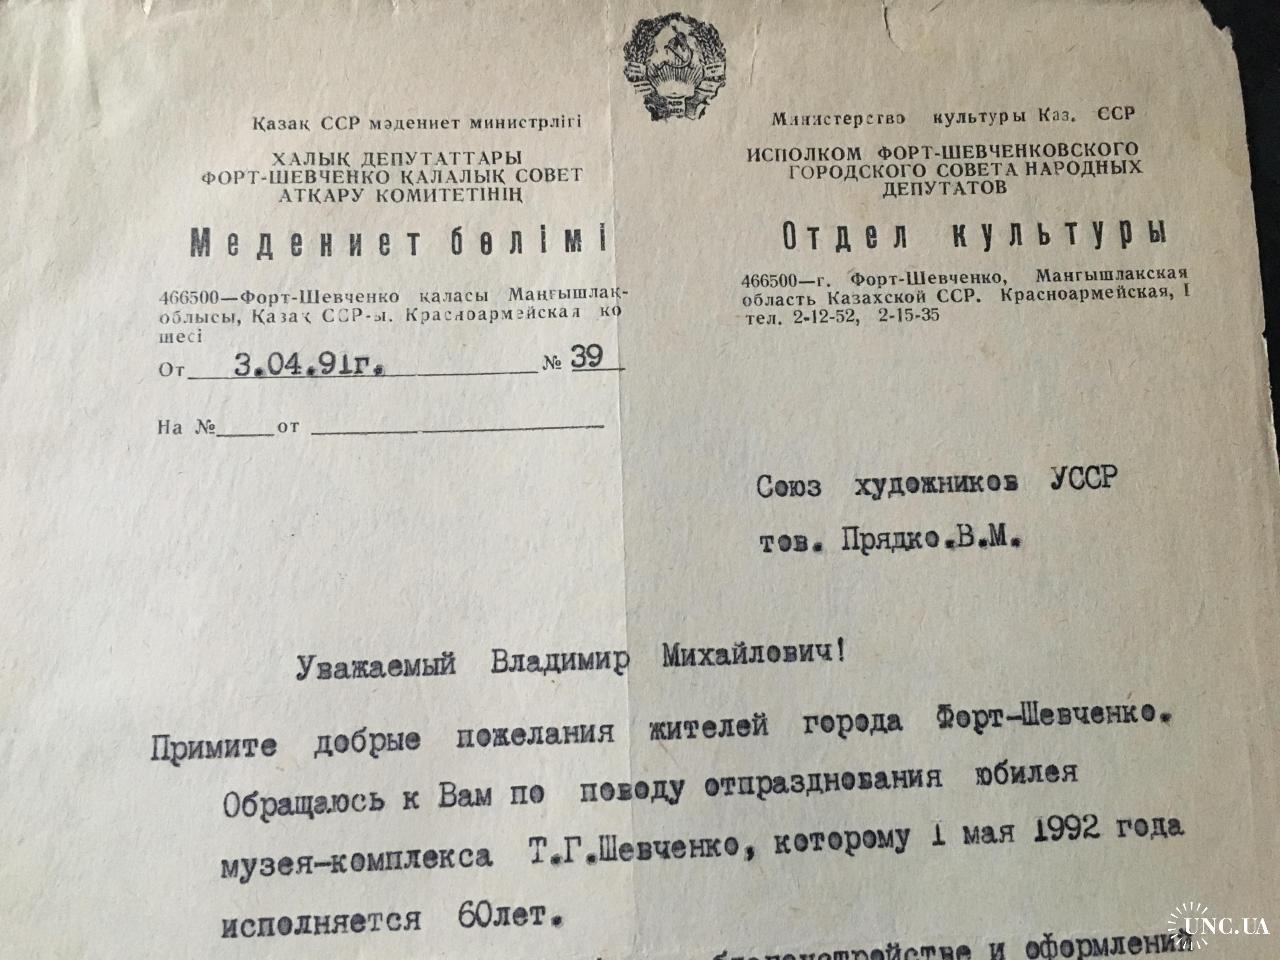 Қазақ ССР мәдениет министрлігі
ХАЛЫҚ ДЕПУТАТТАРЫ
ФОРТ-ШЕВЧЕНКО ҚАЛАЛЫҚ СОВЕТ
АТҚАРУ КОМИТЕТІНІҢ
Медениет бөлімі
466500—Форт-Шевченко қаласы Маңғышлақ-
облысы, Қазақ ССР-ы. Красноармейская кө
шесі
От 3.04.91г. № 39
На № от
Министерство культуры Каз. ССР
ИСПОЛКОМ ФОРТ-ШЕВЧЕНКОВСКОГО
ГОРОДСКОГО СОВЕТА НАРОДНЫХ
ДЕПУТАТОВ
Отдел культуры
466500—г. Форт-Шевченко, Мангышлакская
область Казахской ССР. Красноармейская, 1
тел. 2-12-52, 2-15-35
Союз художников УССР
тов. Прядко.В.М.
Уважаемый Владимир Михайлович!
Примите добрые пожелания жителей города Форт-Шевченко.
Обращаюсь к Вам по поводу отпразднования юбилея
музея-комплекса Т.Г.Шевченко, которому 1 мая 1992 года
исполняется 60лет.
благоустройстве и оформлении
UNC.UA